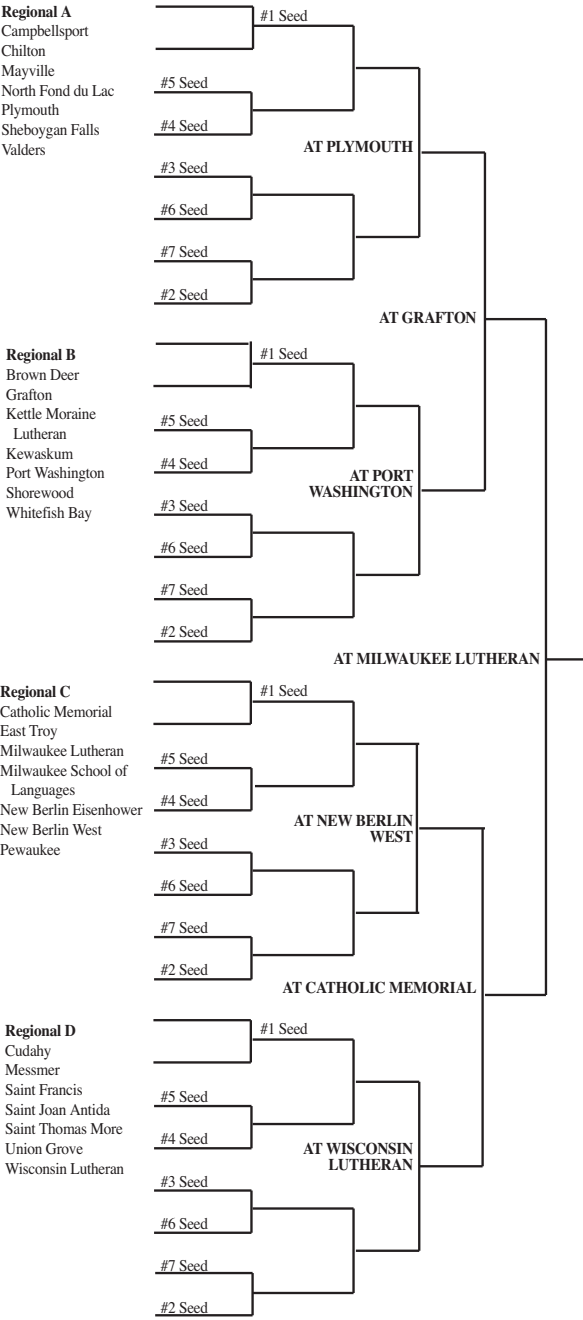 Regional A
Campbellsport
Chilton
Mayville
North Fond du Lac
Plymouth
Sheboygan Falls
Valders
#1 Seed
#5 Seed
#4 Seed
AT PLYMOUTH
#3 Seed
#6 Seed
#7 Seed
#2 Seed
AT GRAFTON
Regional B
Brown Deer
Grafton
Kettle Moraine
Lutheran
Kewaskum
Port Washington
Shorewood
Whitefish Bay
#1 Seed
#5 Seed
#4 Seed
AT PORT
WASHINGTON
#3 Seed
#6 Seed
#7 Seed
#2 Seed
AT MILWAUKEE LUTHERAN
Regional C
Catholic Memorial
East Troy
Milwaukee Lutheran
Milwaukee School of
Languages
New Berlin Eisenhower
New Berlin West
Pewaukee
#1 Seed
#5 Seed
#4 Seed
AT NEW BERLIN
WEST
#3 Seed
#6 Seed
#7 Seed
#2 Seed
AT CATHOLIC MEMORIAL
Regional D
Cudahy
Messmer
Saint Francis
Saint Joan Antida
Saint Thomas More
Union Grove
Wisconsin Lutheran
#1 Seed
#5 Seed
#4 Seed
AT WISCONSIN
LUTHERAN
#3 Seed
#6 Seed
#7 Seed
#2 Seed